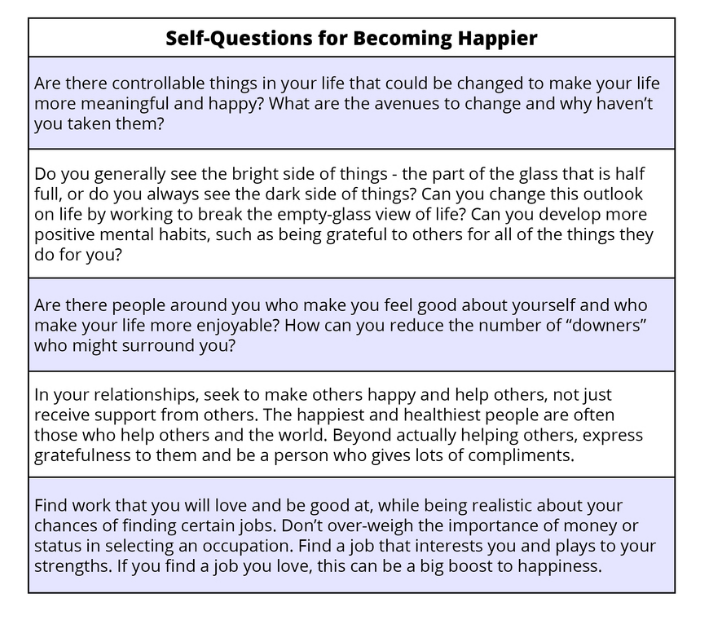 Self-Questions for Becoming Happier
Are there controllable things in your life that could be changed to make your life
more meaningful and happy? What are the avenues to change and why haven’t
you taken them?
Do you generally see the bright side of things - the part of the glass that is half
full, or do you always see the dark side of things? Can you change this outlook
on life by working to break the empty-glass view of life? Can you develop more
positive mental habits, such as being grateful to others for all of the things they
do for you?
Are there people around you who make you feel good about yourself and who
make your life more enjoyable? How can you reduce the number of “downers”
who might surround you?
In your relationships, seek to make others happy and help others, not just
receive support from others. The happiest and healthiest people are often
those who help others and the world. Beyond actually helping others, express
gratefulness to them and be a person who gives lots of compliments.
Find work that you will love and be good at, while being realistic about your
chances of finding certain jobs. Don’t over-weigh the importance of money or
status in selecting an occupation. Find a job that interests you and plays to your
strengths. If you find a job you love, this can be a big boost to happiness.